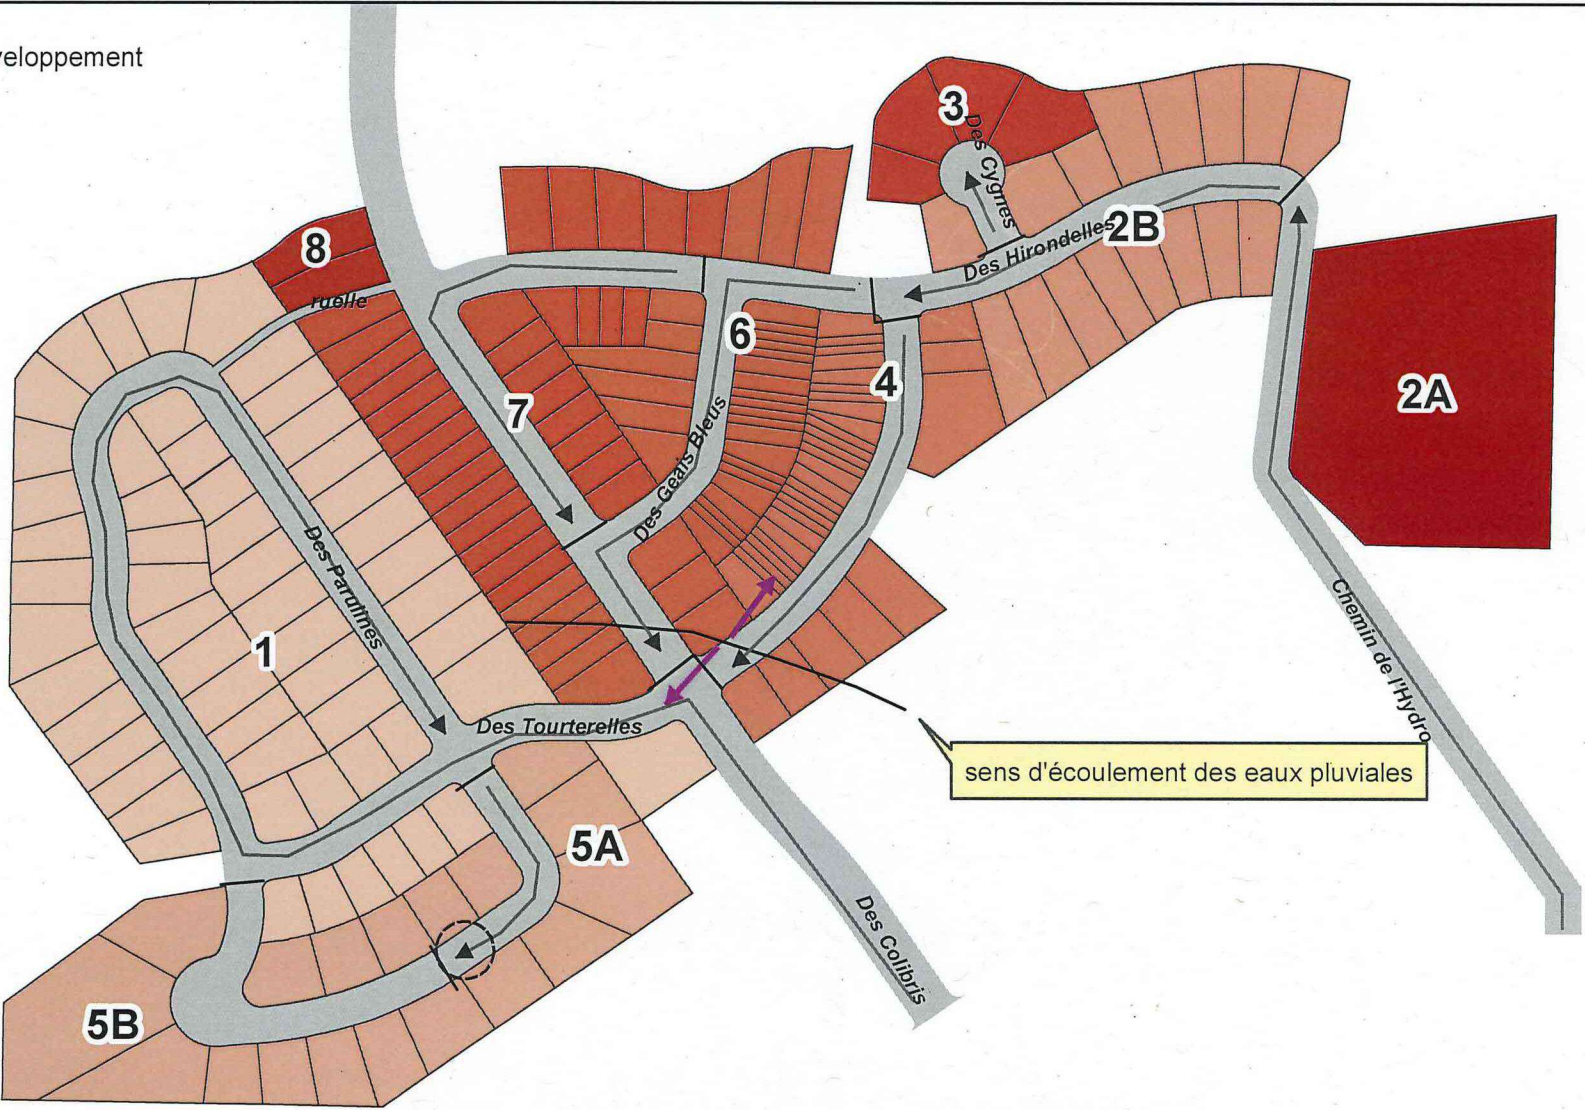 3
Des Cygnes
2B
Des Hirondelles
8
ruelle
6
4
2A
7
Des Geais Bleus
Des Parulines
1
Chemin de l'Hydro
Des Tourterelles
sens d'écoulement des eaux pluviales
5A
Des Colibris
5B